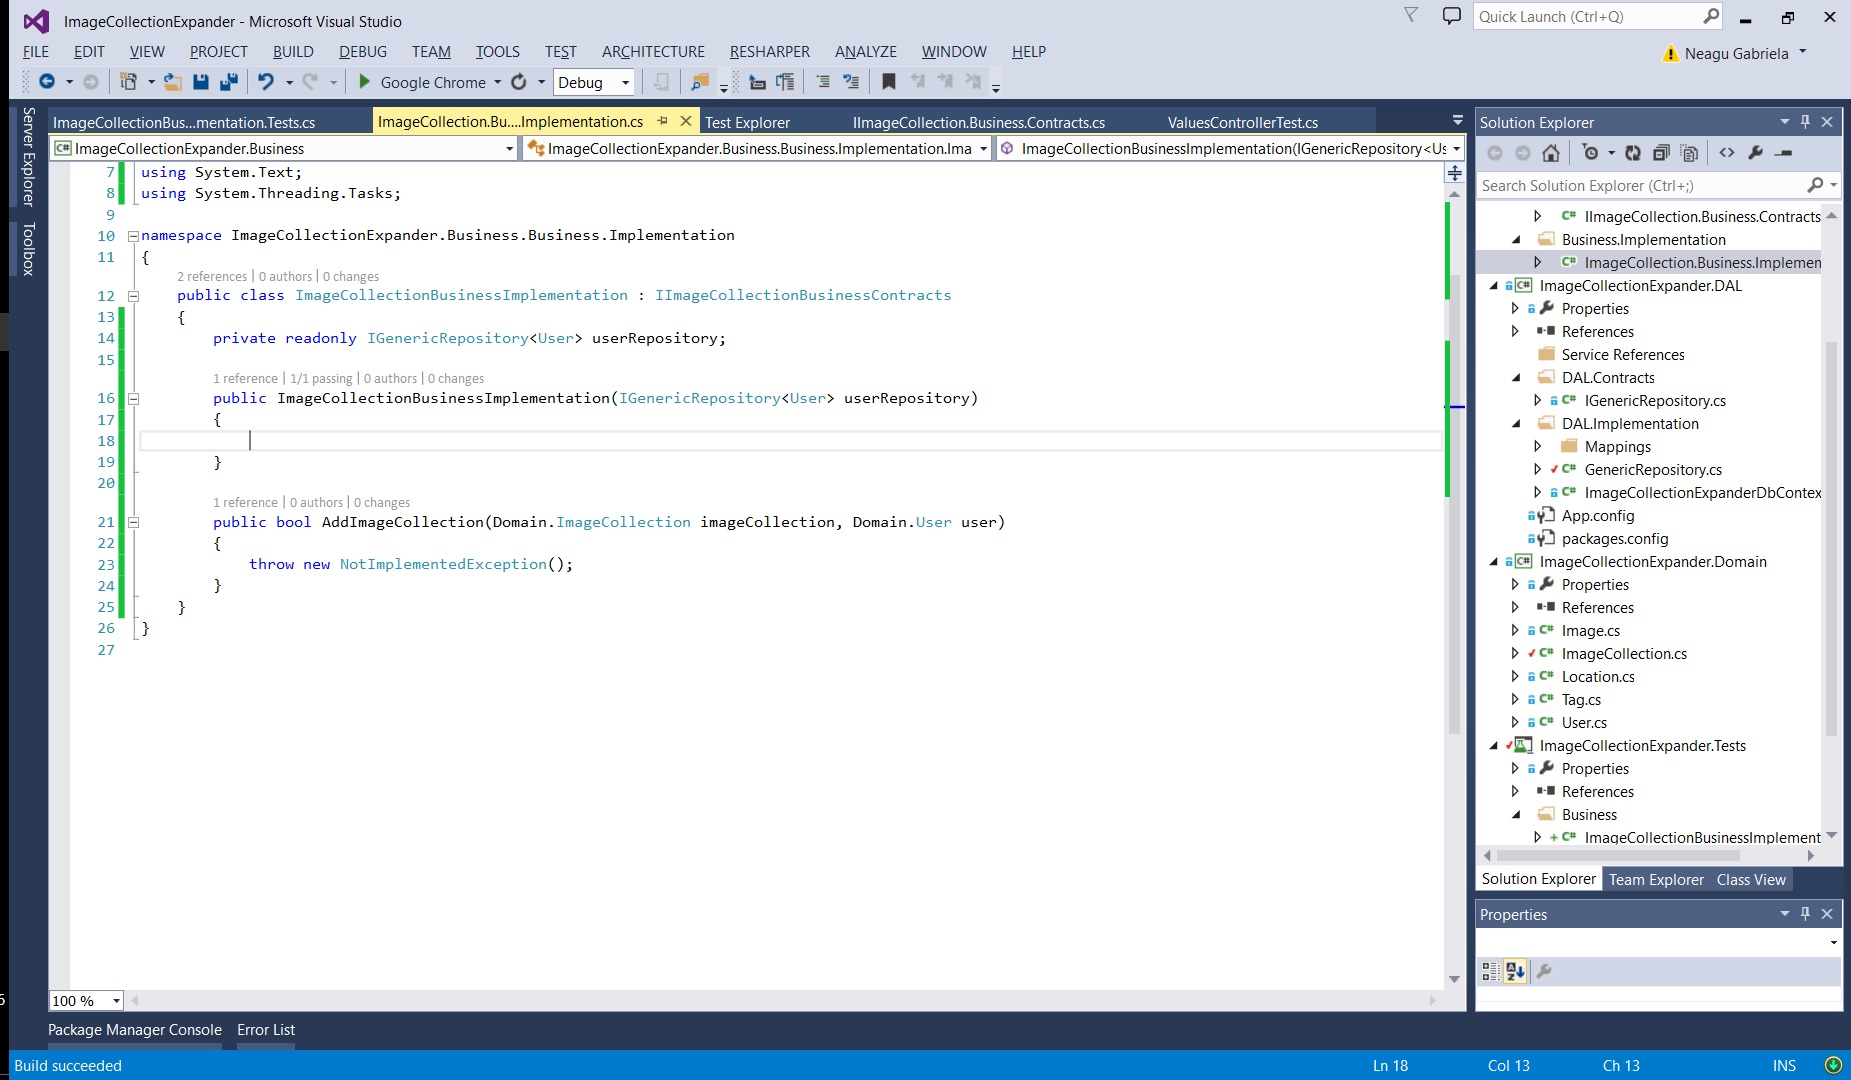 ImageCollectionExpander - Microsoft Visual Studio
Quick Launch (Ctrl+Q)
FILE EDIT VIEW PROJECT BUILD DEBUG TEAM TOOLS TEST ARCHITECTURE RESHARPER ANALYZE WINDOW HELP
Neagu Gabriela
Google Chrome
Debug
Server Explorer
Toolbox
ImageCollectionBus...mentation.Tests.cs
ImageCollection.Bu....Implementation.cs
Test Explorer
IImageCollection.Business.Contracts.cs
ValuesControllerTest.cs
ImageCollectionExpander.Business
ImageCollectionExpander.Business.Business.Implementation.Ima
ImageCollectionBusinessImplementation(IGenericRepository<Us
7 using System.Text;
8 using System.Threading.Tasks;
9
10 namespace ImageCollectionExpander.Business.Business.Implementation
11 {
2 references | 0 authors | 0 changes
12 public class ImageCollectionBusinessImplementation : IImageCollectionBusinessContracts
13 {
14 private readonly IGenericRepository<User> userRepository;
15
1 reference | 1/1 passing | 0 authors | 0 changes
16 public ImageCollectionBusinessImplementation(IGenericRepository<User> userRepository)
17 {
18
19 }
20
1 reference | 0 authors | 0 changes
21 public bool AddImageCollection(Domain.ImageCollection imageCollection, Domain.User user)
22 {
23 throw new NotImplementedException();
24 }
25 }
26 }
27
100 %
Solution Explorer
Search Solution Explorer (Ctrl+;)
C# IImageCollection.Business.Contracts
Business.Implementation
C# ImageCollection.Business.Implemen
C# ImageCollectionExpander.DAL
Properties
References
Service References
DAL.Contracts
C# IGenericRepository.cs
DAL.Implementation
Mappings
C# GenericRepository.cs
C# ImageCollectionExpanderDbContex
App.config
packages.config
C# ImageCollectionExpander.Domain
Properties
References
C# Image.cs
C# ImageCollection.cs
C# Location.cs
C# Tag.cs
C# User.cs
ImageCollectionExpander.Tests
Properties
References
Business
C# ImageCollectionBusinessImplement
Solution Explorer Team Explorer Class View
Properties
Package Manager Console Error List
Build succeeded
Ln 18 Col 13 Ch 13 INS